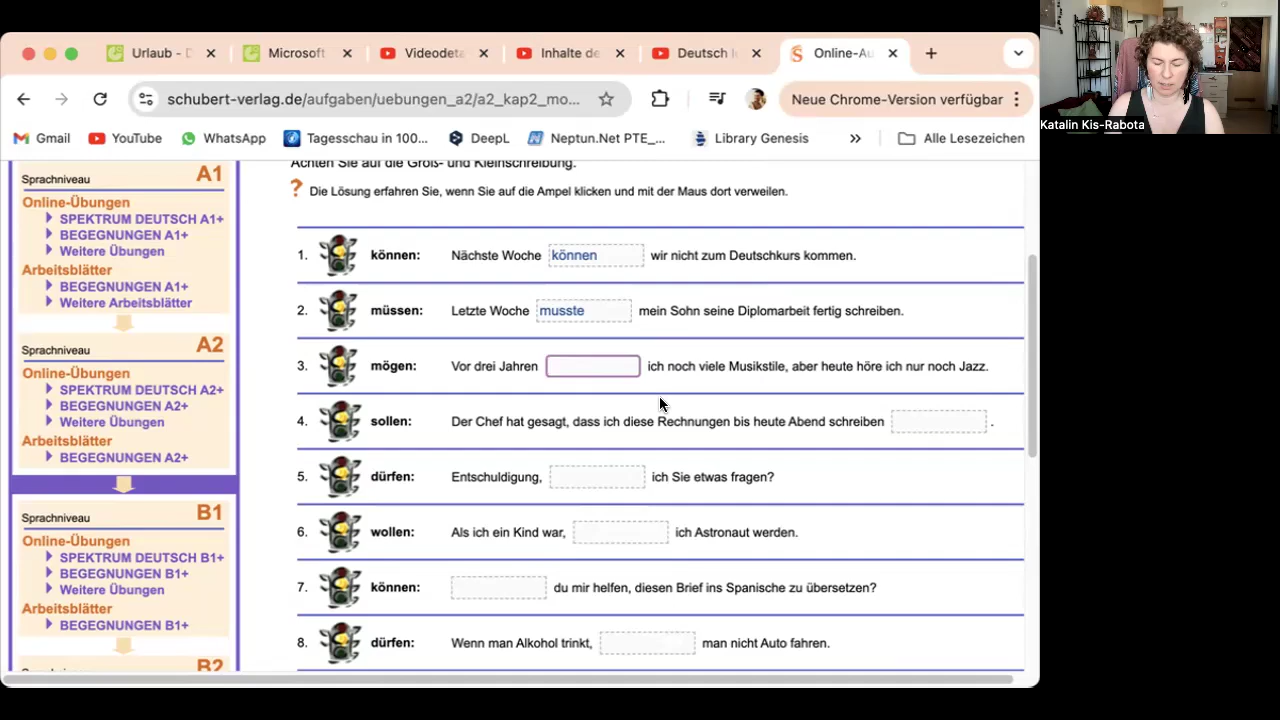 Urlaub - D
Microsoft
Videodeta
Inhalte de
Deutsch l
Online-Au
schubert-verlag.de/aufgaben/uebungen_a2/a2_kap2_mo...
Neue Chrome-Version verfügbar
Gmail
YouTube
WhatsApp
Tagesschau in 100...
DeepL
Neptun.Net PTE_...
Library Genesis
»
Alle Lesezeichen
Katalin Kis-Rabota
Sprachniveau A1
Online-Übungen
SPEKTRUM DEUTSCH A1+
BEGEGNUNGEN A1+
Weitere Übungen
Arbeitsblätter
BEGEGNUNGEN A1+
Weitere Arbeitsblätter
Sprachniveau A2
Online-Übungen
SPEKTRUM DEUTSCH A2+
BEGEGNUNGEN A2+
Weitere Übungen
Arbeitsblätter
BEGEGNUNGEN A2+
Sprachniveau B1
Online-Übungen
SPEKTRUM DEUTSCH B1+
BEGEGNUNGEN B1+
Weitere Übungen
Arbeitsblätter
BEGEGNUNGEN B1+
B2
Achten Sie auf die Groß- und Kleinschreibung.
? Die Lösung erfahren Sie, wenn Sie auf die Ampel klicken und mit der Maus dort verweilen.
1. können: Nächste Woche können wir nicht zum Deutschkurs kommen.
2. müssen: Letzte Woche musste mein Sohn seine Diplomarbeit fertig schreiben.
3. mögen: Vor drei Jahren ich noch viele Musikstile, aber heute höre ich nur noch Jazz.
4. sollen: Der Chef hat gesagt, dass ich diese Rechnungen bis heute Abend schreiben .
5. dürfen: Entschuldigung, ich Sie etwas fragen?
6. wollen: Als ich ein Kind war, ich Astronaut werden.
7. können: du mir helfen, diesen Brief ins Spanische zu übersetzen?
8. dürfen: Wenn man Alkohol trinkt, man nicht Auto fahren.